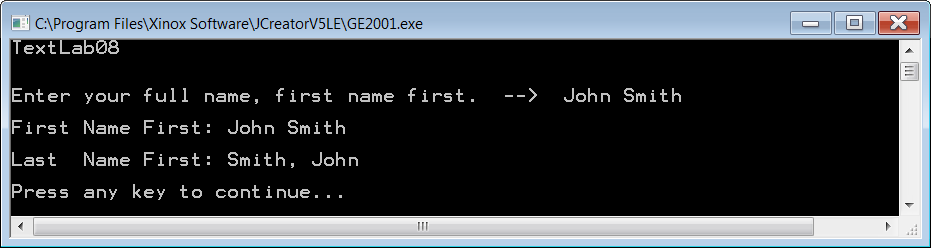 C:\Program Files\Xinox Software\JCreatorV5LE\GE2001.exe
TextLab08
Enter your full name, first name first.  -->  John Smith
First Name First: John Smith
Last  Name First: Smith, John
Press any key to continue...